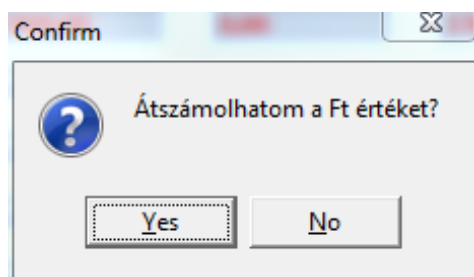 Confirm
Átszámolhatom a Ft értéket?
Yes
No